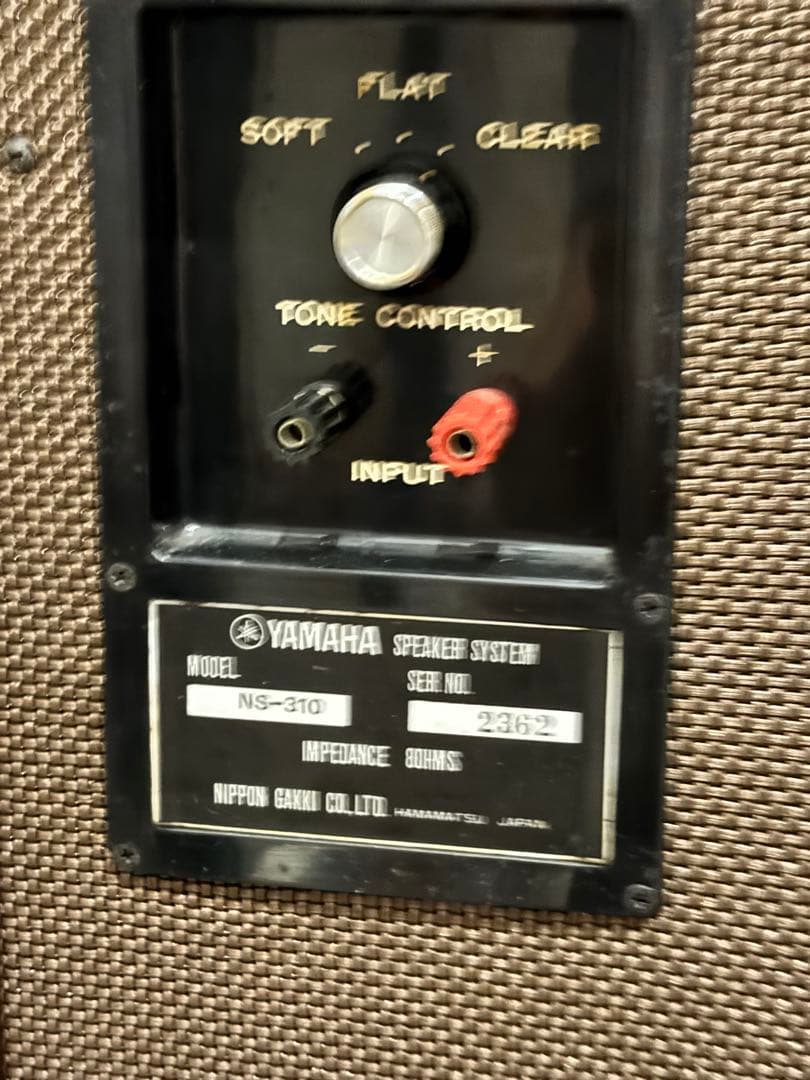 FLAT
SOFT CLEAR
TONE CONTROL
- +
INPUT
YAMAHA SPEAKER SYSTEM
MODEL SER. NO.
NS-310 2362
IMPEDANCE 8OHMS
NIPPON GAKKI CO., LTD. HAMAMATSU JAPAN